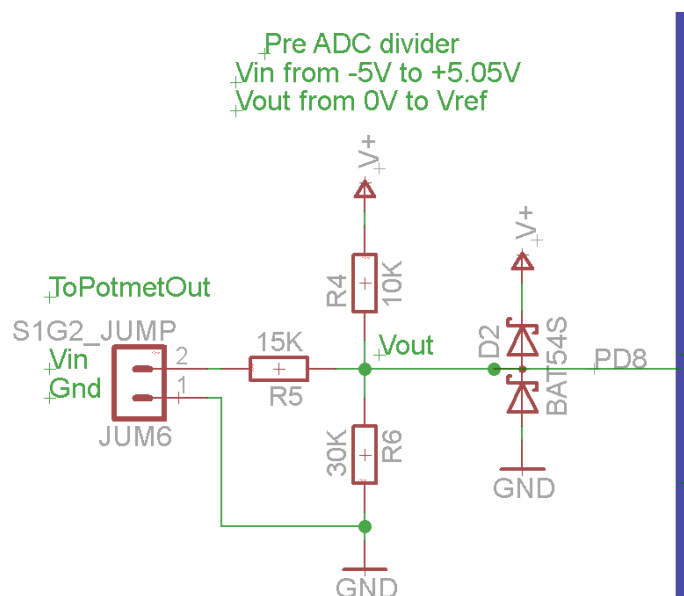 Pre ADC divider
Vin from -5V to +5.05V
Vout from 0V to Vref
V+
V+
R4
10K
ToPotmetOut
S1G2_JUMP
15K
Vout
D2
BAT54S
PD8
Vin
2
Gnd
1
R5
JUM6
30K
R6
GND
GND